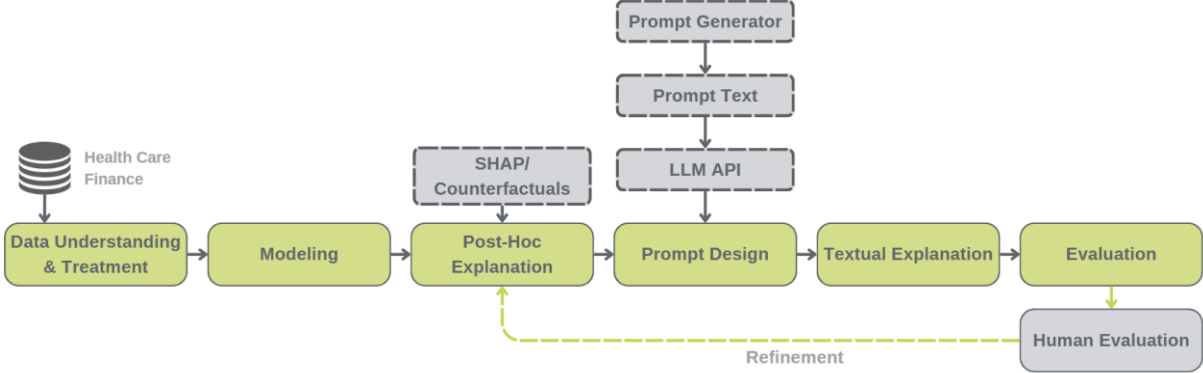 Prompt Generator
Prompt Text
Health Care
Finance
SHAP/
Counterfactuals
LLM API
Data Understanding
& Treatment
Modeling
Post-Hoc
Explanation
Prompt Design
Textual Explanation
Evaluation
Human Evaluation
Refinement